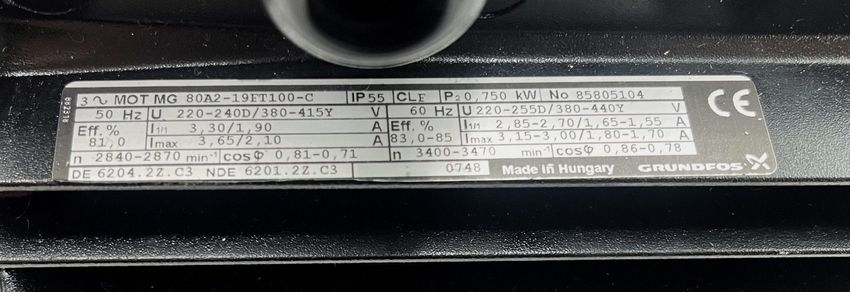 3~ MOT MG 80A2-19FT100-C IP55 CL F P2 0,750 kW No 85805104
50 Hz U 220-240D/380-415Y V 60 Hz U 220-255D/380-440Y V
Eff. % 81,0 I1/1 3,30/1,90 A Eff. % 83,0-85 I1/1 2,85-2,70/1,65-1,55 A
Imax 3,65/2,10 A Imax 3,15-3,00/1,80-1,70 A
n 2840-2870 min-1 cosφ 0,81-0,71 n 3400-3470 min-1 cosφ 0,86-0,78
DE 6204.2Z.C3 NDE 6201.2Z.C3 0748 Made in Hungary GRUNDFOS
CE